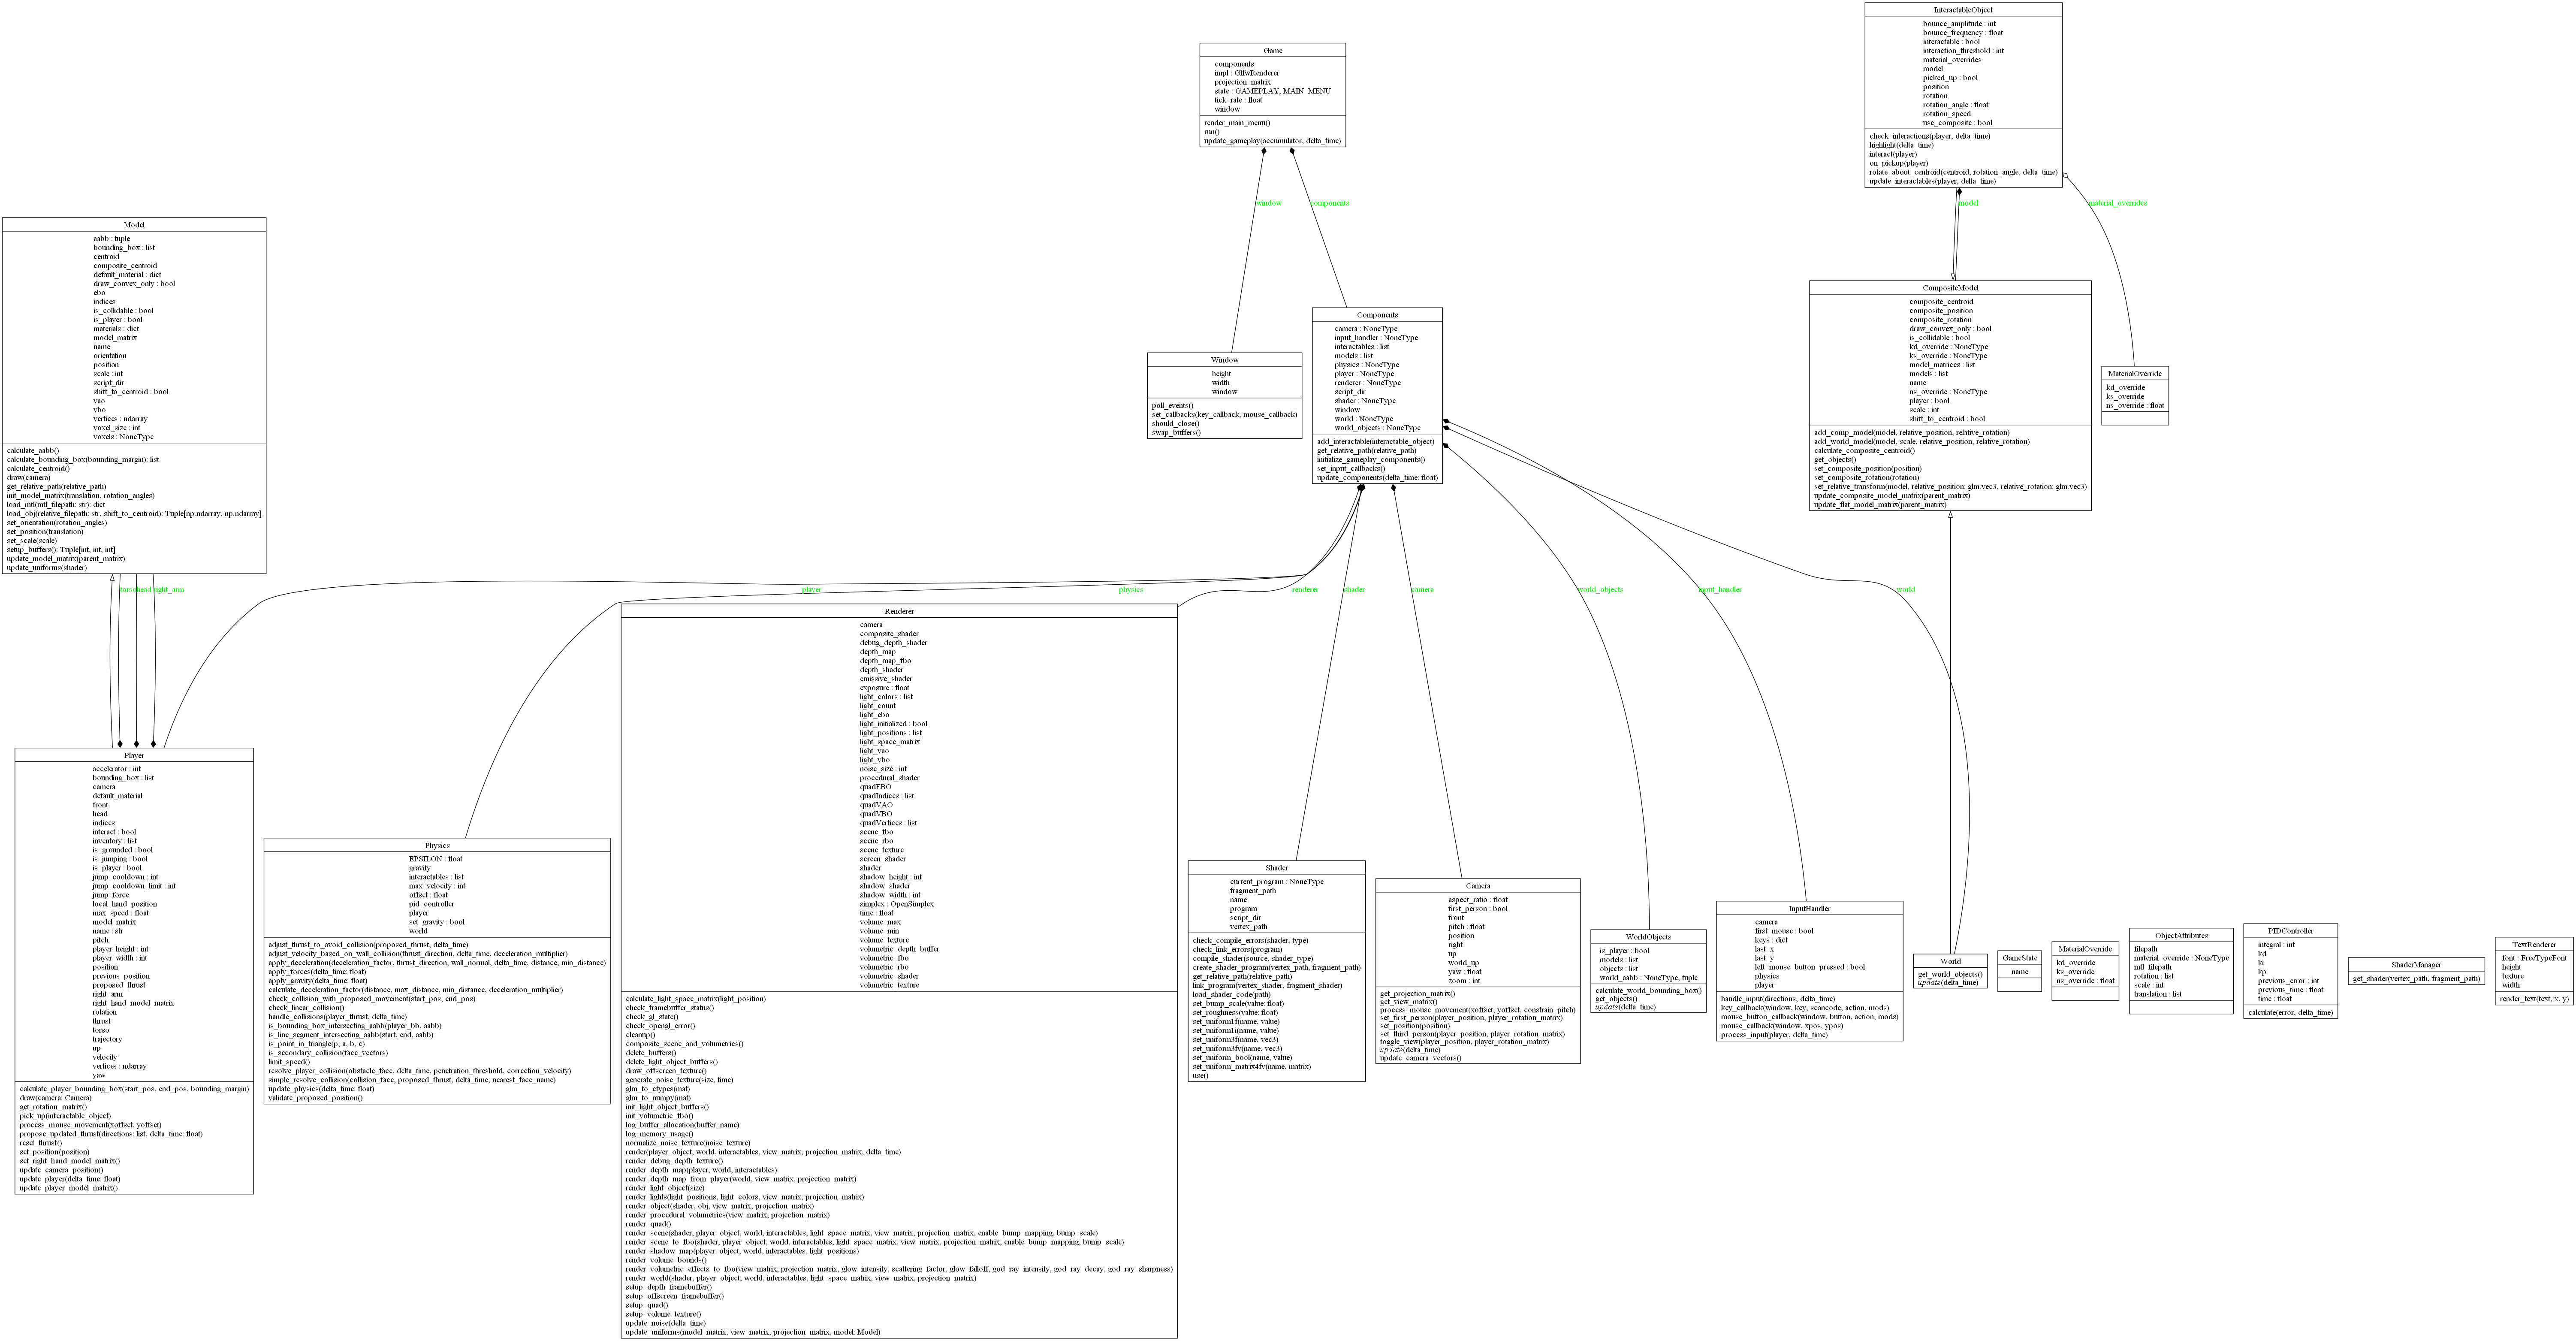 InteractableObject
bounce_amplitude : int
bounce_frequency : float
interactable : bool
interaction_threshold : int
material_overrides
model
picked_up : bool
position
rotation
rotation_angle : float
rotation_speed
use_composite : bool
check_interactions(player, delta_time)
highlight(delta_time)
interact(player)
on_pickup(player)
rotate_about_centroid(centroid, rotation_angle, delta_time)
update_interactables(player, delta_time)
Game
components
impl : GlfwRenderer
projection_matrix
state : GAMEPLAY, MAIN_MENU
tick_rate : float
window
render_main_menu()
run()
update_gameplay(accumulator, delta_time)
window
components
model
material_overrides
Model
aabb : tuple
bounding_box : list
centroid
composite_centroid
default_material : dict
draw_convex_only : bool
ebo
indices
is_collidable : bool
is_player : bool
materials : dict
model_matrix
name
orientation
position
scale : int
script_dir
shift_to_centroid : bool
vao
vbo
vertices : ndarray
voxel_size : int
voxels : NoneType
calculate_aabb()
calculate_bounding_box(bounding_margin): list
calculate_centroid()
draw(camera)
get_relative_path(relative_path)
init_model_matrix(translation, rotation_angles)
load_mtl(mtl_filepath: str): dict
load_obj(relative_filepath: str, shift_to_centroid): Tuple[np.ndarray, np.ndarray]
set_orientation(rotation_angles)
set_position(translation)
set_scale(scale)
setup_buffers(): Tuple[int, int, int]
update_model_matrix(parent_matrix)
update_uniforms(shader)
Window
height
width
window
poll_events()
set_callbacks(key_callback, mouse_callback)
should_close()
swap_buffers()
Components
camera : NoneType
input_handler : NoneType
interactables : list
models : list
physics : NoneType
player : NoneType
renderer : NoneType
script_dir
shader : NoneType
window
world : NoneType
world_objects : NoneType
add_interactable(interactable_object)
get_relative_path(relative_path)
initialize_gameplay_components()
set_input_callbacks()
update_components(delta_time: float)
CompositeModel
composite_centroid
composite_position
composite_rotation
draw_convex_only : bool
is_collidable : bool
kd_override : NoneType
ks_override : NoneType
model_matrices : list
models : list
name
ns_override : NoneType
player : bool
scale : int
shift_to_centroid : bool
add_comp_model(model, relative_position, relative_rotation)
add_world_model(model, scale, relative_position, relative_rotation)
calculate_composite_centroid()
get_objects()
set_composite_position(position)
set_composite_rotation(rotation)
set_relative_transform(model, relative_position: glm.vec3, relative_rotation: glm.vec3)
update_composite_model_matrix(parent_matrix)
update_flat_model_matrix(parent_matrix)
MaterialOverride
kd_override
ks_override
ns_override : float
torso
head
right_arm
player
physics
renderer
shader
camera
world_objects
input_handler
world
Player
accelerator : int
bounding_box : list
camera
default_material
front
head
indices
interact : bool
inventory : list
is_grounded : bool
is_jumping : bool
is_player : bool
jump_cooldown : int
jump_cooldown_limit : int
jump_force
local_hand_position
max_speed : float
model_matrix
name : str
pitch
player_height : int
player_width : int
position
previous_position
proposed_thrust
right_arm
right_hand_model_matrix
rotation
thrust
torso
trajectory
up
velocity
vertices : ndarray
yaw
calculate_player_bounding_box(start_pos, end_pos, bounding_margin)
draw(camera: Camera)
get_rotation_matrix()
pick_up(interactable_object)
process_mouse_movement(xoffset, yoffset)
propose_updated_thrust(directions: list, delta_time: float)
reset_thrust()
set_position(position)
set_right_hand_model_matrix()
update_camera_position()
update_player(delta_time: float)
update_player_model_matrix()
Physics
EPSILON : float
gravity
interactables : list
max_velocity : int
offset : float
pid_controller
player
set_gravity : bool
world
adjust_thrust_to_avoid_collision(proposed_thrust, delta_time)
adjust_velocity_based_on_wall_collision(thrust_direction, delta_time, deceleration_multiplier)
apply_deceleration(deceleration_factor, thrust_direction, wall_normal, delta_time, distance, min_distance)
apply_forces(delta_time: float)
apply_gravity(delta_time: float)
calculate_deceleration_factor(distance, max_distance, min_distance, deceleration_multiplier)
check_collision_with_proposed_movement(start_pos, end_pos)
check_linear_collision()
handle_collisions(player_thrust, delta_time)
is_bounding_box_intersecting_aabb(player_bb, aabb)
is_line_segment_intersecting_aabb(start, end, aabb)
is_point_in_triangle(p, a, b, c)
is_secondary_collision(face_vectors)
limit_speed()
resolve_player_collision(obstacle_face, delta_time, penetration_threshold, correction_velocity)
simple_resolve_collision(collision_face, proposed_thrust, delta_time, nearest_face_name)
update_physics(delta_time: float)
validate_proposed_position()
Renderer
camera
composite_shader
debug_depth_shader
depth_map
depth_map_fbo
depth_shader
emissive_shader
exposure : float
light_colors : list
light_count
light_ebo
light_initialized : bool
light_positions : list
light_space_matrix
light_vao
light_vbo
noise_size : int
procedural_shader
quadEBO
quadIndices : list
quadVAO
quadVBO
quadVertices : list
scene_fbo
scene_rbo
scene_texture
screen_shader
shader
shadow_height : int
shadow_shader
shadow_width : int
simplex : OpenSimplex
time : float
volume_max
volume_min
volume_texture
volumetric_depth_buffer
volumetric_fbo
volumetric_rbo
volumetric_shader
volumetric_texture
calculate_light_space_matrix(light_position)
check_framebuffer_status()
check_gl_state()
check_opengl_error()
cleanup()
composite_scene_and_volumetrics()
delete_buffers()
delete_light_object_buffers()
draw_offscreen_texture()
generate_noise_texture(size, time)
glm_to_ctypes(mat)
glm_to_numpy(mat)
init_light_object_buffers()
init_volumetric_fbo()
log_buffer_allocation(buffer_name)
log_memory_usage()
normalize_noise_texture(noise_texture)
render(player_object, world, interactables, view_matrix, projection_matrix, delta_time)
render_debug_depth_texture()
render_depth_map(player, world, interactables)
render_depth_map_from_player(world, view_matrix, projection_matrix)
render_light_object(size)
render_lights(light_positions, light_colors, view_matrix, projection_matrix)
render_object(shader, obj, view_matrix, projection_matrix)
render_procedural_volumetrics(view_matrix, projection_matrix)
render_quad()
render_scene(shader, player_object, world, interactables, light_space_matrix, view_matrix, projection_matrix, enable_bump_mapping, bump_scale)
render_scene_to_fbo(shader, player_object, world, interactables, light_space_matrix, view_matrix, projection_matrix, enable_bump_mapping, bump_scale)
render_shadow_map(player_object, world, interactables, light_positions)
render_volume_bounds()
render_volumetric_effects_to_fbo(view_matrix, projection_matrix, glow_intensity, scattering_factor, glow_falloff, god_ray_intensity, god_ray_decay, god_ray_sharpness)
render_world(shader, player_object, world, interactables, light_space_matrix, view_matrix, projection_matrix)
setup_depth_framebuffer()
setup_offscreen_framebuffer()
setup_quad()
setup_volume_texture()
update_noise(delta_time)
update_uniforms(model_matrix, view_matrix, projection_matrix, model: Model)
Shader
current_program : NoneType
fragment_path
name
program
script_dir
vertex_path
check_compile_errors(shader, type)
check_link_errors(program)
compile_shader(source, shader_type)
create_shader_program(vertex_path, fragment_path)
get_relative_path(relative_path)
link_program(vertex_shader, fragment_shader)
load_shader_code(path)
set_bump_scale(value: float)
set_roughness(value: float)
set_uniform1f(name, value)
set_uniform1i(name, value)
set_uniform3f(name, vec3)
set_uniform3fv(name, vec3)
set_uniform_bool(name, value)
set_uniform_matrix4fv(name, matrix)
use()
Camera
aspect_ratio : float
first_person : bool
front
pitch : float
position
right
up
world_up
yaw : float
zoom : int
get_projection_matrix()
get_view_matrix()
process_mouse_movement(xoffset, yoffset, constrain_pitch)
set_first_person(player_position, player_rotation_matrix)
set_position(position)
set_third_person(player_position, player_rotation_matrix)
toggle_view(player_position, player_rotation_matrix)
update(delta_time)
update_camera_vectors()
WorldObjects
is_player : bool
models : list
objects : list
world_aabb : NoneType, tuple
calculate_world_bounding_box()
get_objects()
update(delta_time)
InputHandler
camera
first_mouse : bool
keys : dict
last_x
last_y
left_mouse_button_pressed : bool
physics
player
handle_input(directions, delta_time)
key_callback(window, key, scancode, action, mods)
mouse_button_callback(window, button, action, mods)
mouse_callback(window, xpos, ypos)
process_input(player, delta_time)
World
get_world_objects()
update(delta_time)
GameState
name
MaterialOverride
kd_override
ks_override
ns_override : float
ObjectAttributes
filepath
material_override : NoneType
mtl_filepath
rotation : list
scale : int
translation : list
PIDController
integral : int
kd
ki
kp
previous_error : int
previous_time : float
time : float
calculate(error, delta_time)
ShaderManager
get_shader(vertex_path, fragment_path)
TextRenderer
font : FreeTypeFont
height
texture
width
render_text(text, x, y)